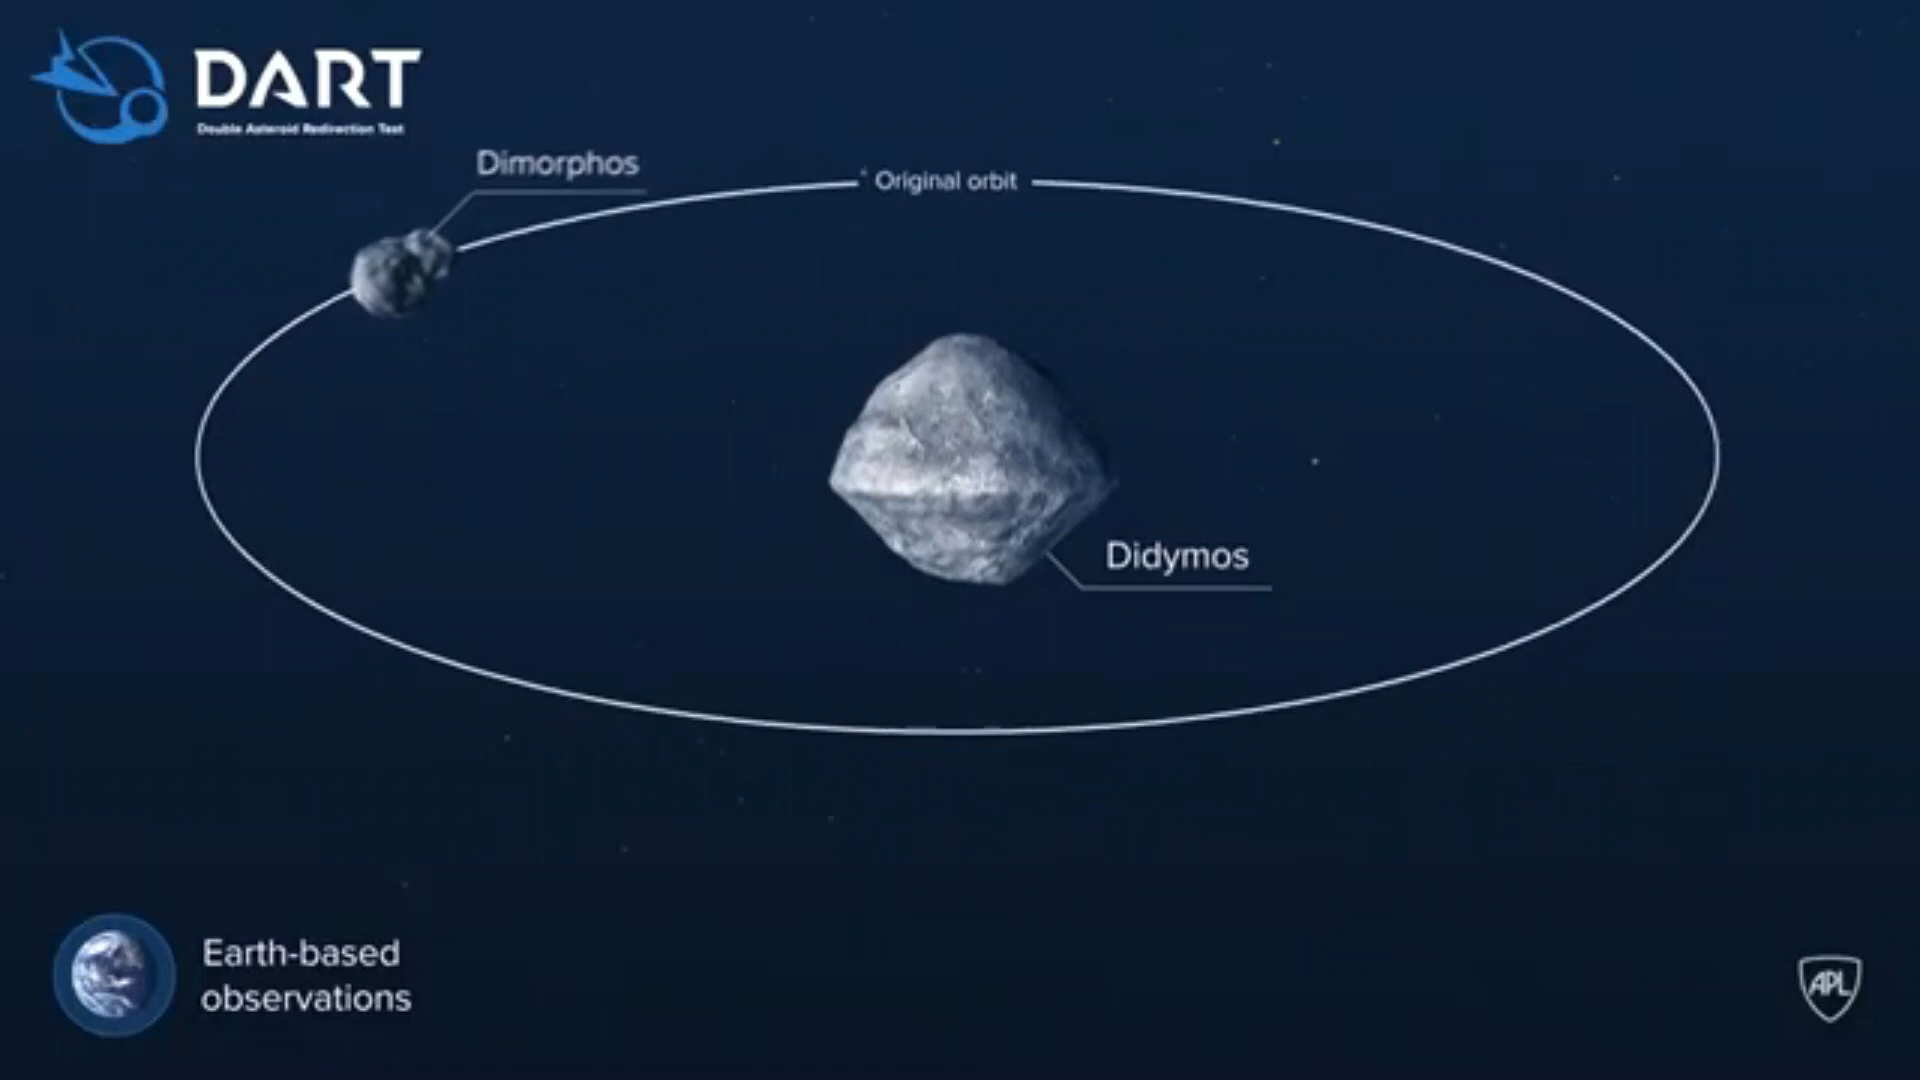 DART
Double Asteroid Redirection Test
Dimorphos
Original orbit
Didymos
Earth-based
observations
APL